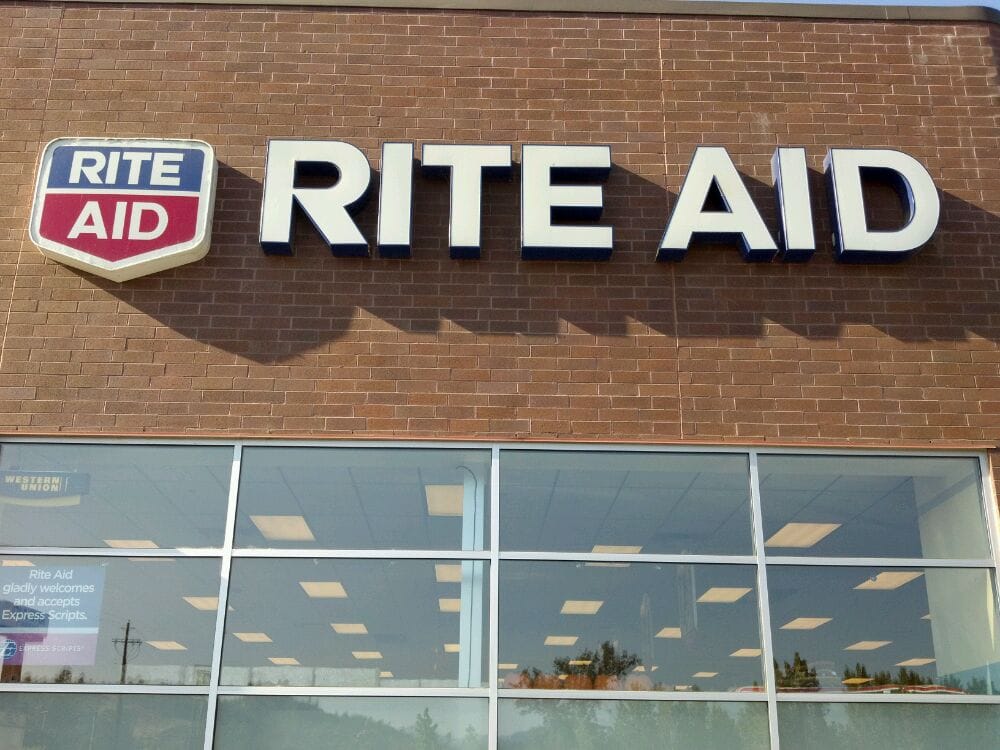 RITE
AID
RITE AID
WESTERN
UNION
Rite Aid
gladly welcomes
and accepts
Express Scripts.
EXPRESS SCRIPTS®